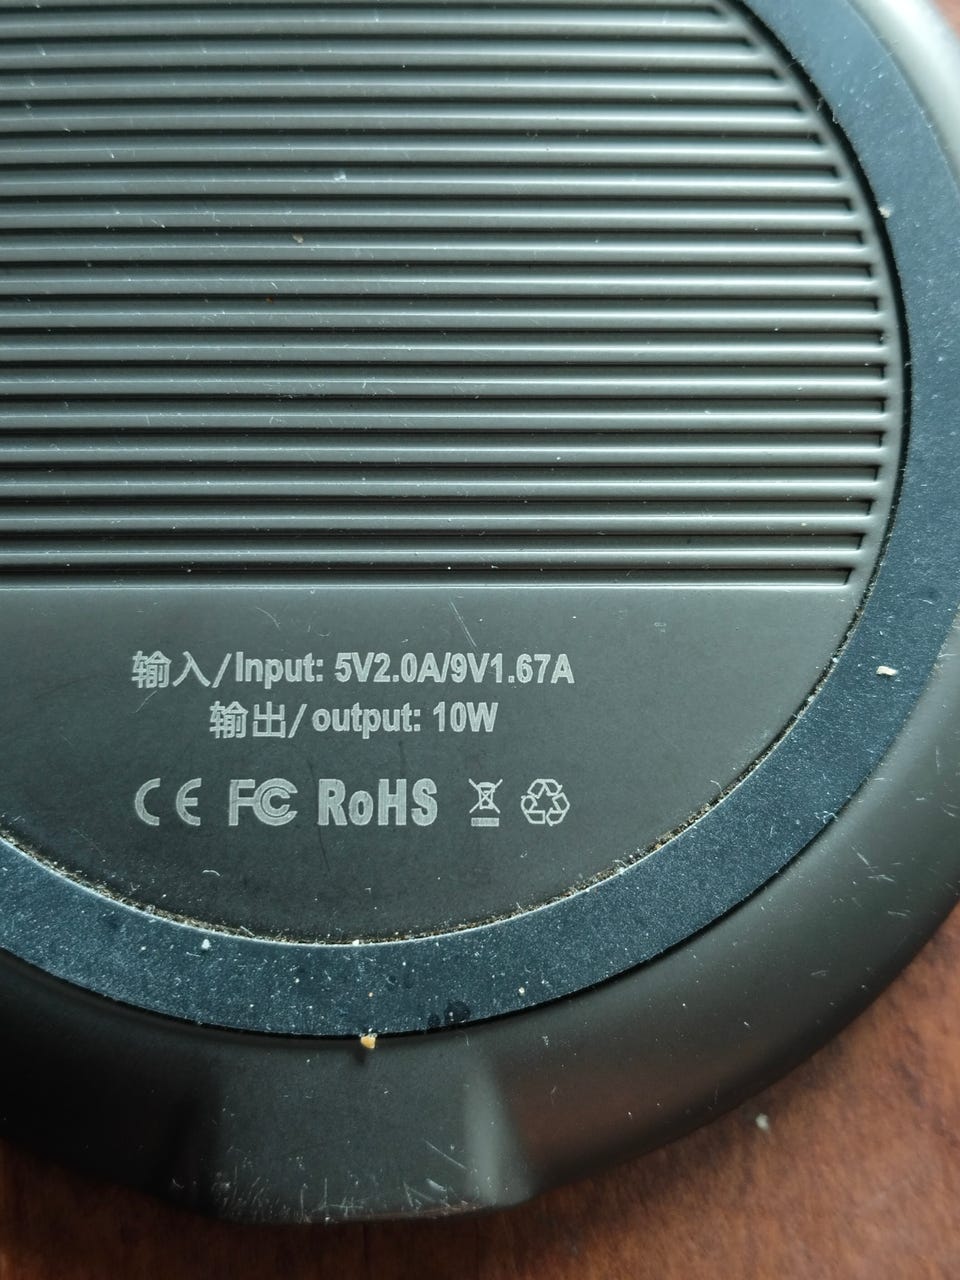 输入/Input: 5V2.0A/9V1.67A
输出/output: 10W
CE FC RoHS